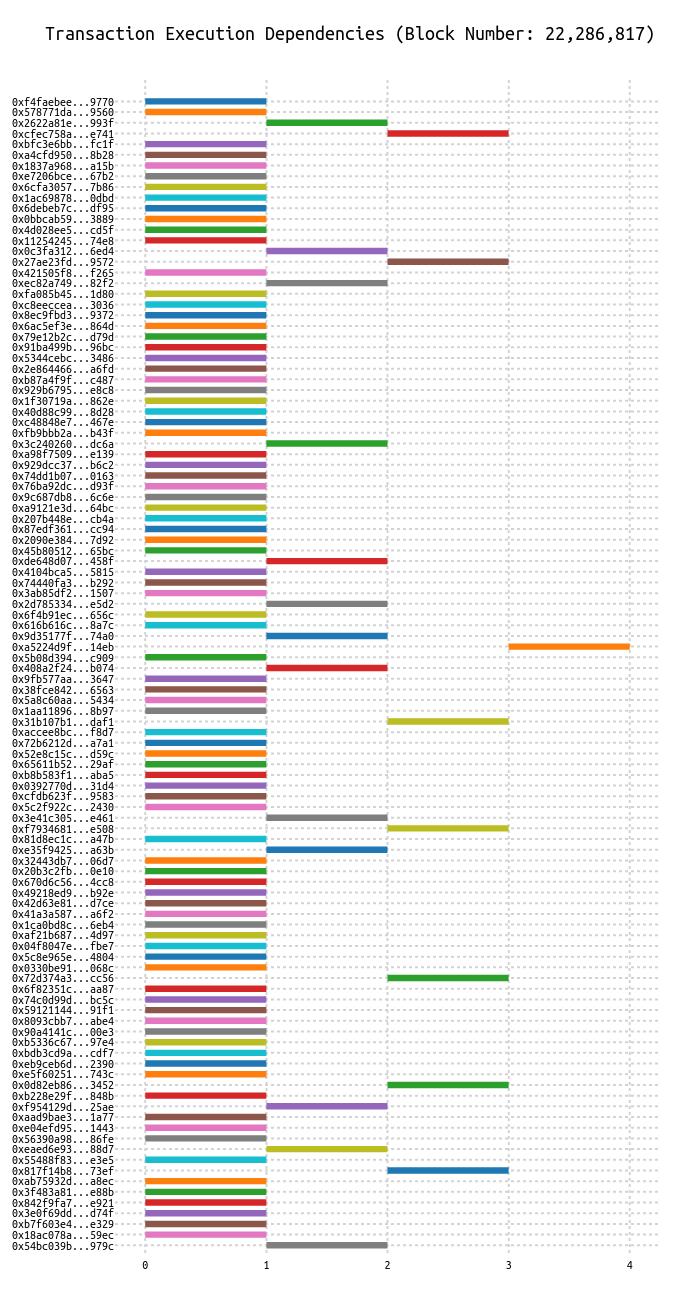 Transaction Execution Dependencies (Block Number: 22,286,817)
0xf4faebee...9770
0x578771da...9560
0x2622a81e...993f
0xcfec758a...e741
0xbfc3e6bb...fc1f
0xa4cfd950...8b28
0x1837a968...a15b
0xe7206bce...67b2
0x6cfa3057...7b86
0x1ac69878...0dbd
0x6debeb7c...df95
0x0bbcab59...3889
0x4d028ee5...cd5f
0x11254245...74e8
0x0c3fa312...6ed4
0x27ae23fd...9572
0x421505f8...f265
0xec82a749...82f2
0xfa085b45...1d80
0xc8eeccea...3036
0x8ec9fbd3...9372
0x6ac5ef3e...864d
0x79e12b2c...d79d
0x91ba499b...96bc
0x5344cebc...3486
0x2e864466...a6fd
0xb87a4f9f...c487
0x929b6795...e8c8
0x1f30719a...862e
0x40d88c99...8d28
0xc48848e7...467e
0xfb9bbb2a...b43f
0x3c240260...dc6a
0xa98f7509...e139
0x929dcc37...b6c2
0x74dd1b07...0163
0x76ba92dc...d93f
0x9c687db8...6c6e
0xa9121e3d...64bc
0x207b448e...cb4a
0x87edf361...cc94
0x2090e384...7d92
0x45b80512...65bc
0xde648d07...458f
0x4104bca5...5815
0x74440fa3...b292
0x3ab85df2...1507
0x2d785334...e5d2
0x6f4b91ec...656c
0x616b616c...8a7c
0x9d35177f...74a0
0xa5224d9f...14eb
0x5b08d394...c909
0x408a2f24...b074
0x9fb577aa...3647
0x38fce842...6563
0x5a8c60aa...5434
0x1aa11896...8b97
0x31b107b1...daf1
0xaccee8bc...f8d7
0x72b6212d...a7a1
0x52e8c15c...d59c
0x65611b52...29af
0xb8b583f1...aba5
0x0392770d...31d4
0xcfdb623f...9583
0x5c2f922c...2430
0x3e41c305...e461
0xf7934681...e508
0x81d8ec1c...a47b
0xe35f9425...a63b
0x32443db7...06d7
0x20b3c2fb...0e10
0x670d6c56...4cc8
0x49218ed9...b92e
0x42d63e81...d7ce
0x41a3a587...a6f2
0x1ca0bd8c...6eb4
0xaf21b687...4d97
0x04f8047e...fbe7
0x5c8e965e...4804
0x0330be91...068c
0x72d374a3...cc56
0x6f82351c...aa87
0x74c0d99d...bc5c
0x59121144...91f1
0x8093cbb7...abe4
0x90a4141c...00e3
0xb5336c67...97e4
0xbdb3cd9a...cdf7
0xeb9ceb6d...2390
0xe5f60251...743c
0x0d82eb86...3452
0xb228e29f...848b
0xf954129d...25ae
0xaad9bae3...1a77
0xe04efd95...1443
0x56390a98...86fe
0xeaed6e93...88d7
0x55488f83...e3e5
0x817f14b8...73ef
0xab75932d...a8ec
0x3f483a81...e88b
0x842f9fa7...e921
0x3e0f69dd...d74f
0xb7f603e4...e329
0x18ac078a...59ec
0x54bc039b...979c
0 1 2 3 4